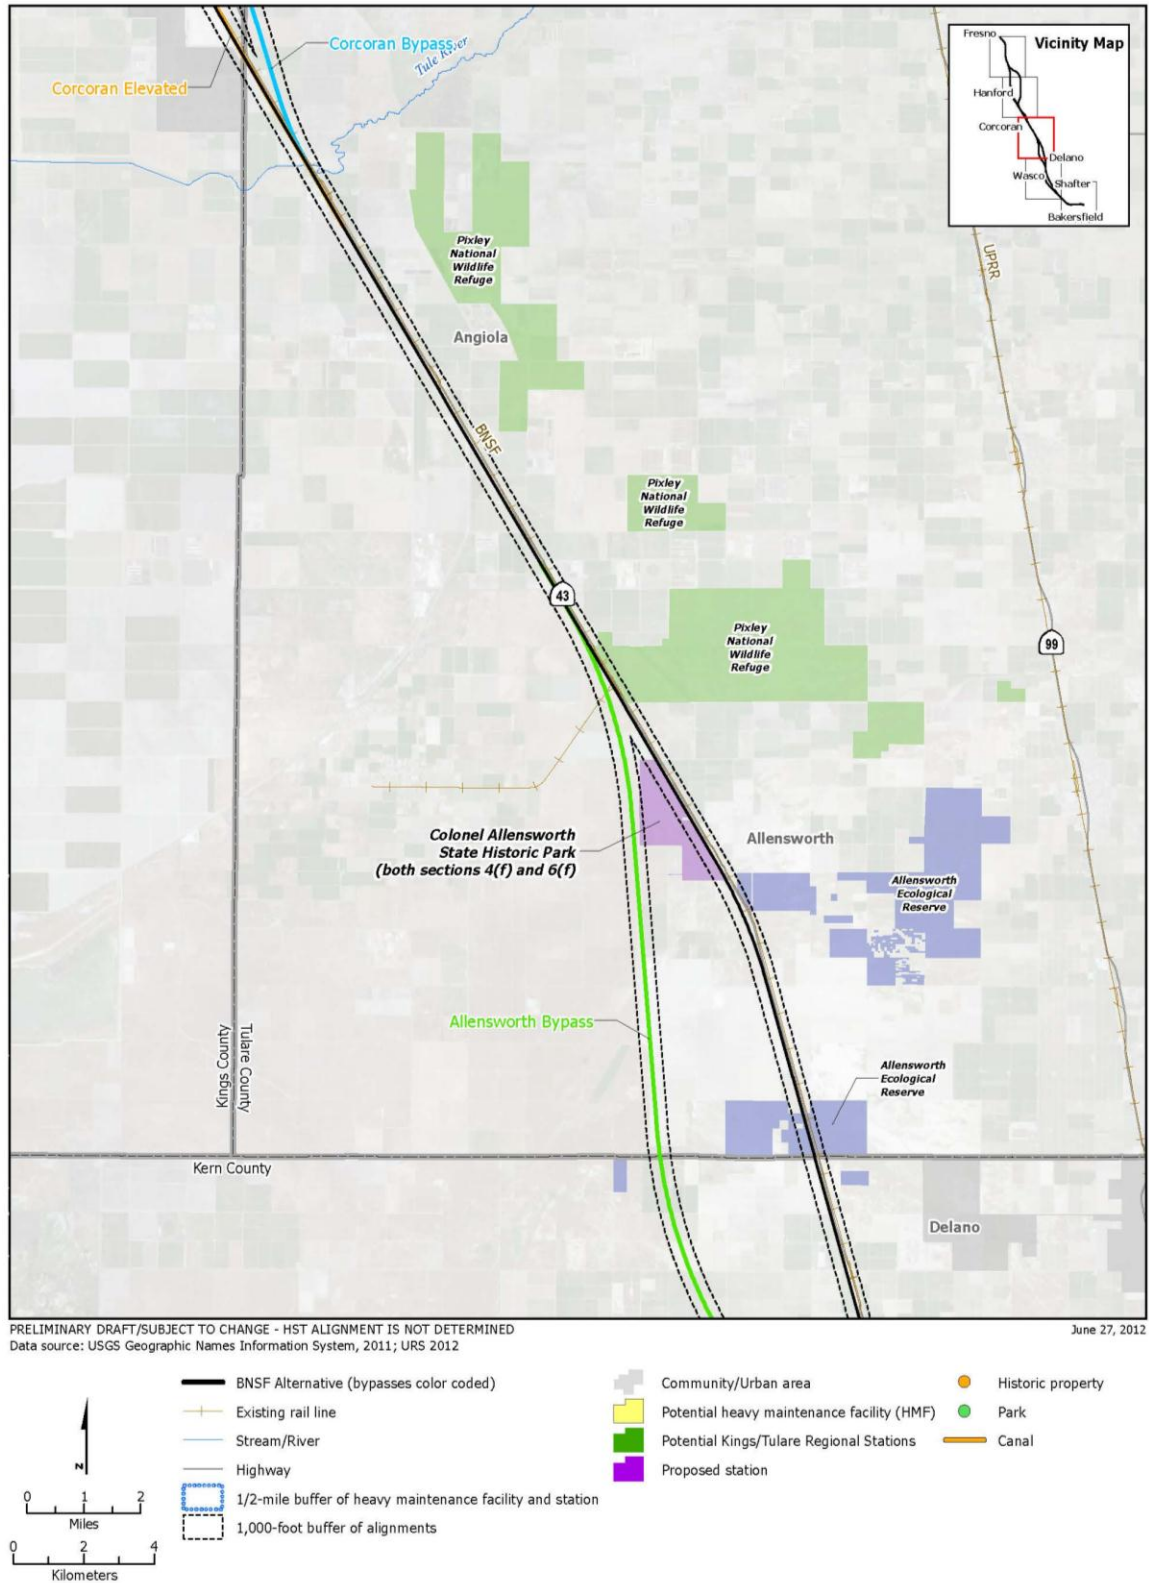 Corcoran Bypass
Tule River
Corcoran Elevated
Vicinity Map
Fresno
Hanford
Corcoran
Delano
Wasco
Shafter
Bakersfield
UPRR
Pixley
National
Wildlife
Refuge
Angiola
BNSF
Pixley
National
Wildlife
Refuge
43
Pixley
National
Wildlife
Refuge
99
Colonel Allensworth
State Historic Park
(both sections 4(f) and 6(f)
Allensworth
Allensworth
Ecological
Reserve
Allensworth Bypass
Kings County
Tulare County
Allensworth
Ecological
Reserve
Kern County
Delano
PRELIMINARY DRAFT/SUBJECT TO CHANGE - HST ALIGNMENT IS NOT DETERMINED
June 27, 2012
Data source: USGS Geographic Names Information System, 2011; URS 2012
N
0 1 2
Miles
0 2 4
Kilometers
BNSF Alternative (bypasses color coded)
Existing rail line
Stream/River
Highway
1/2-mile buffer of heavy maintenance facility and station
1,000-foot buffer of alignments
Community/Urban area
Potential heavy maintenance facility (HMF)
Potential Kings/Tulare Regional Stations
Proposed station
Historic property
Park
Canal